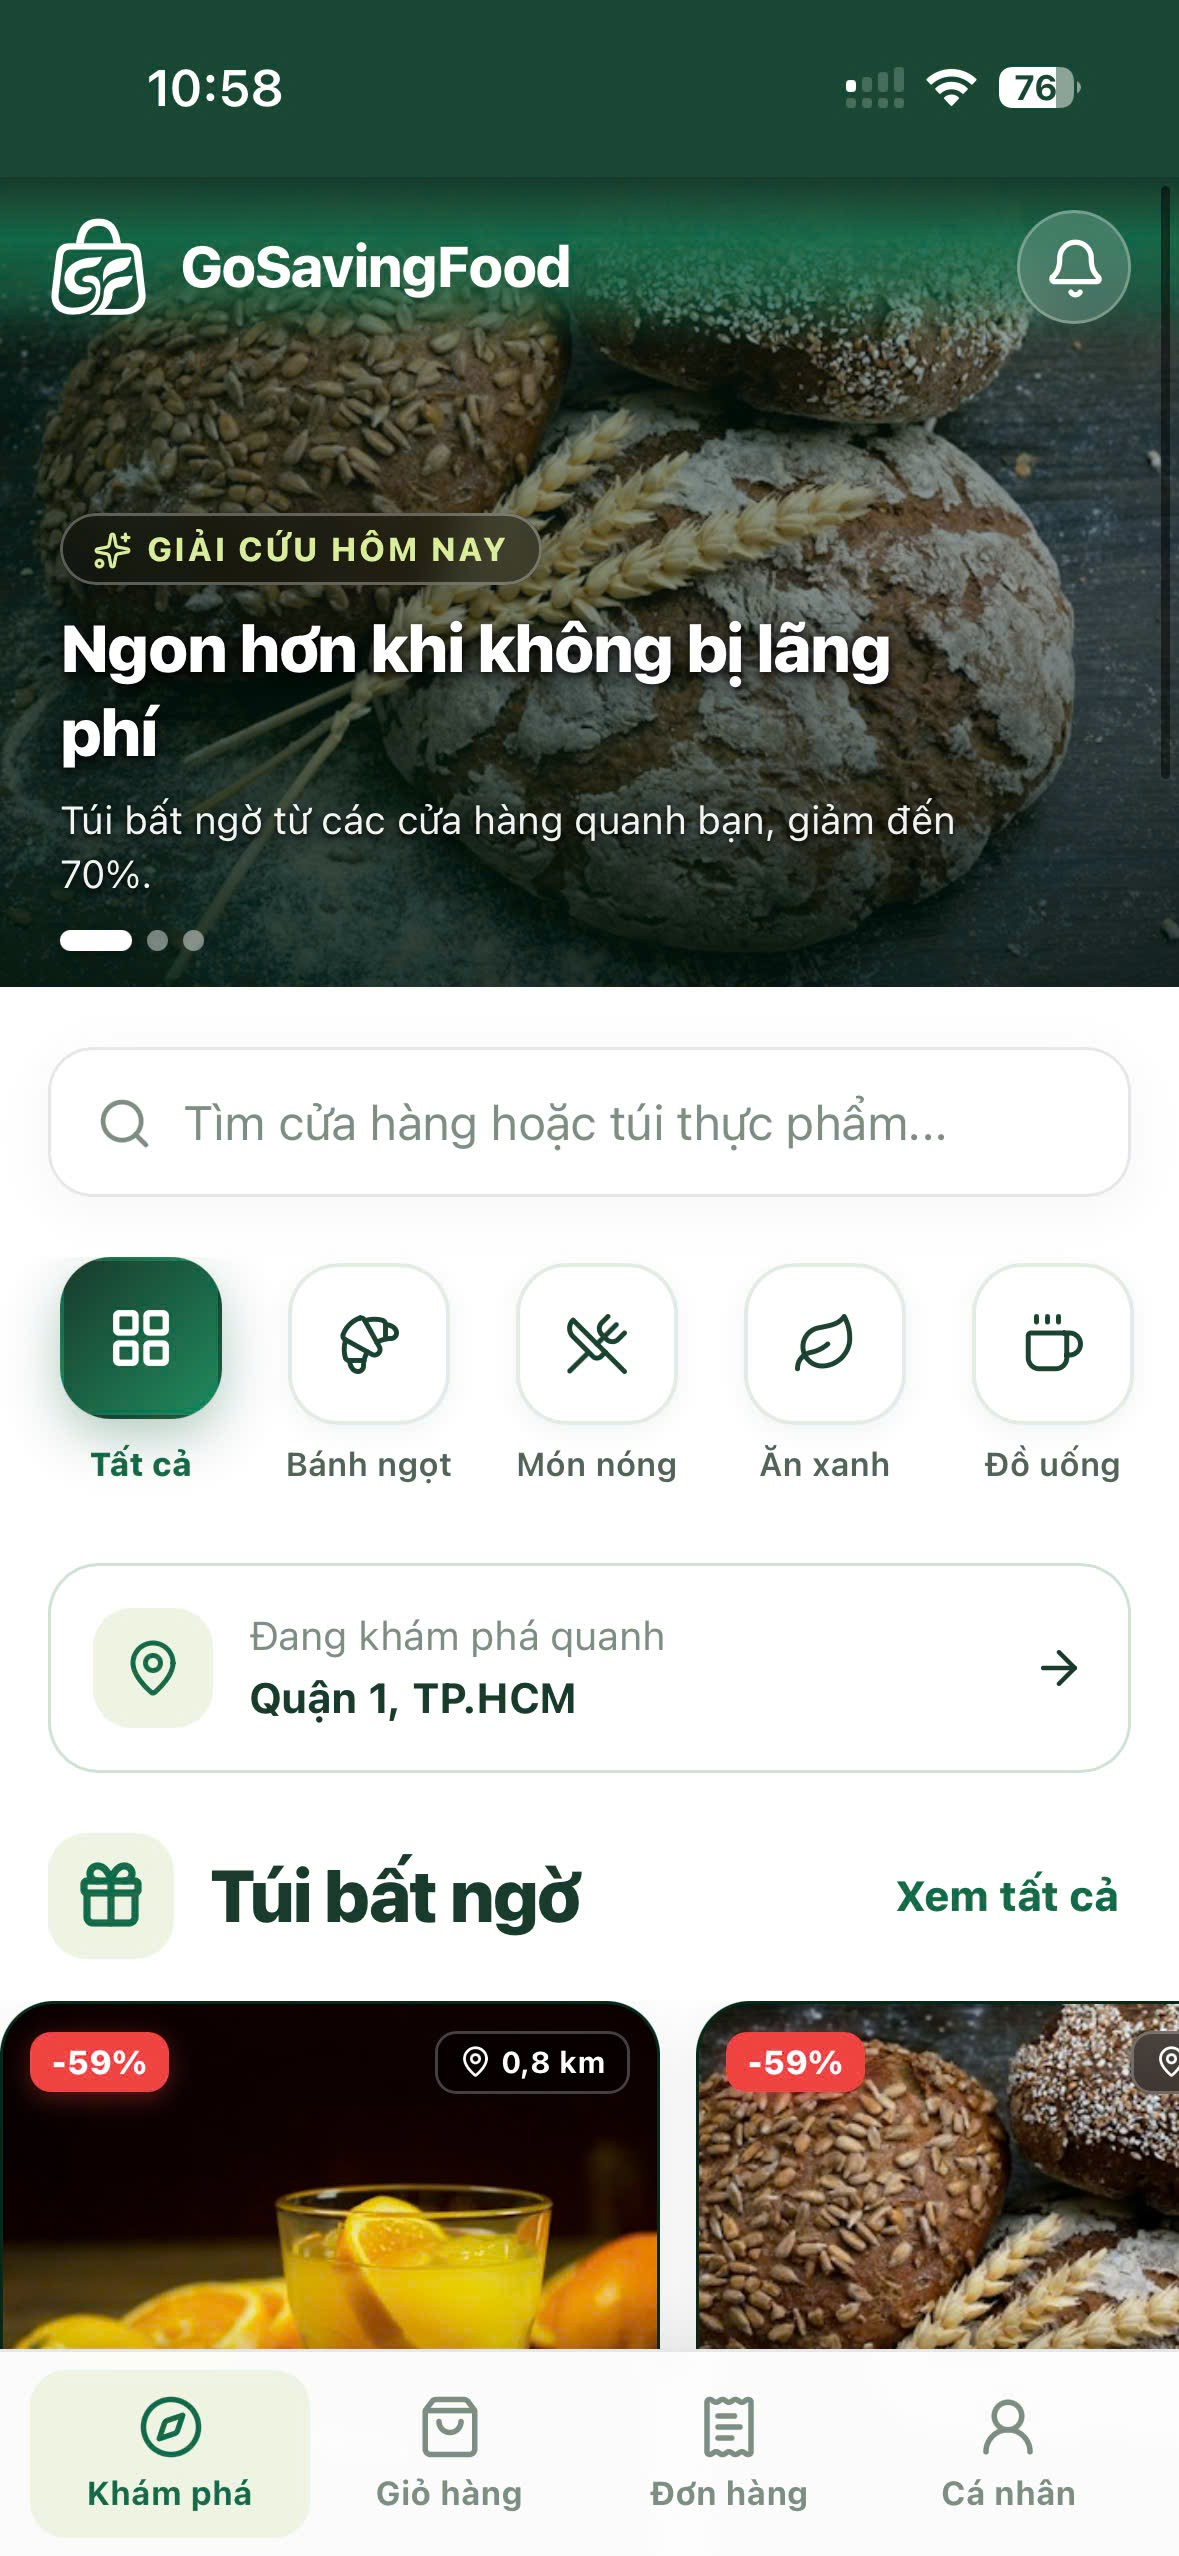 10:58
76
GoSavingFood
GIẢI CỨU HÔM NAY
Ngon hơn khi không bị lãng
phí
Túi bất ngờ từ các cửa hàng quanh bạn, giảm đến
70%.
Tìm cửa hàng hoặc túi thực phẩm...
Tất cả
Bánh ngọt
Món nóng
Ăn xanh
Đồ uống
Đang khám phá quanh
Quận 1, TP.HCM
Túi bất ngờ
Xem tất cả
-59%
0,8 km
-59%
Khám phá
Giỏ hàng
Đơn hàng
Cá nhân